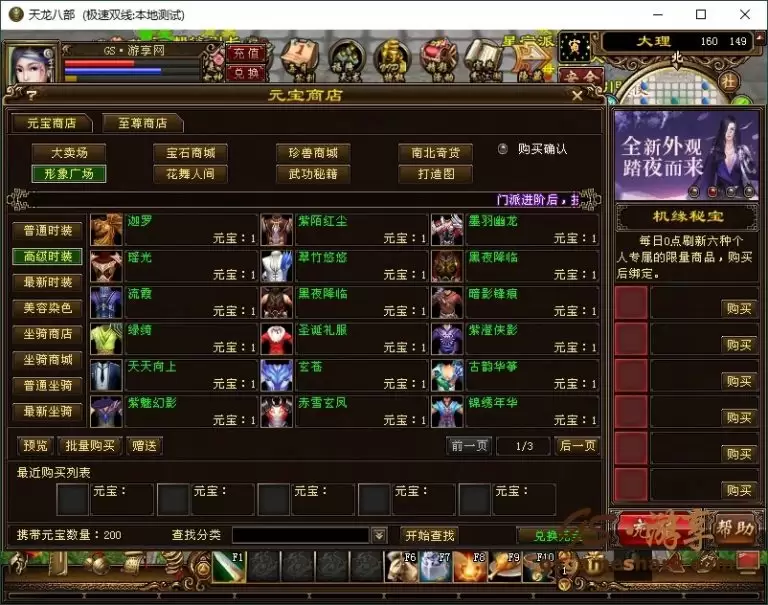 天龙八部 (极速双线:本地测试)
GS·游享网
充值
兑换
大理 160 149
北
寅
社
安全
? 元宝商店
元宝商店 至尊商店
大卖场 宝石商城 珍兽商城 南北奇货 购买确认
形象广场 花舞人间 武功秘籍 打造图
门派进阶后，
普通时装
高级时装
最新时装
美容染色
坐骑商店
坐骑商城
普通坐骑
最新坐骑
迦罗 紫陌红尘 墨羽幽龙
元宝：1 元宝：1 元宝：1
瑶光 翠竹悠悠 黑夜降临
元宝：1 元宝：1 元宝：1
流霞 黑夜降临 暗影锋痕
元宝：1 元宝：1 元宝：1
绿绮 圣诞礼服 紫澄侠影
元宝：1 元宝：1 元宝：1
天天向上 玄苍 古韵华筝
元宝：1 元宝：1 元宝：1
紫魅幻影 赤雪玄凤 锦绣年华
元宝：1 元宝：1 元宝：1
预览 批量购买 赠送 前一页 1/3 后一页
最近购买列表
元宝： 元宝： 元宝： 元宝： 元宝：
携带元宝数量：200 查找分类 开始查找
全新外观
踏夜而来
机缘秘宝
每日0点刷新六种个
人专属的限量商品，购买
后绑定。
购买
购买
购买
购买
购买
购买
帮助
F1 F6 F7 F8 F9 F10